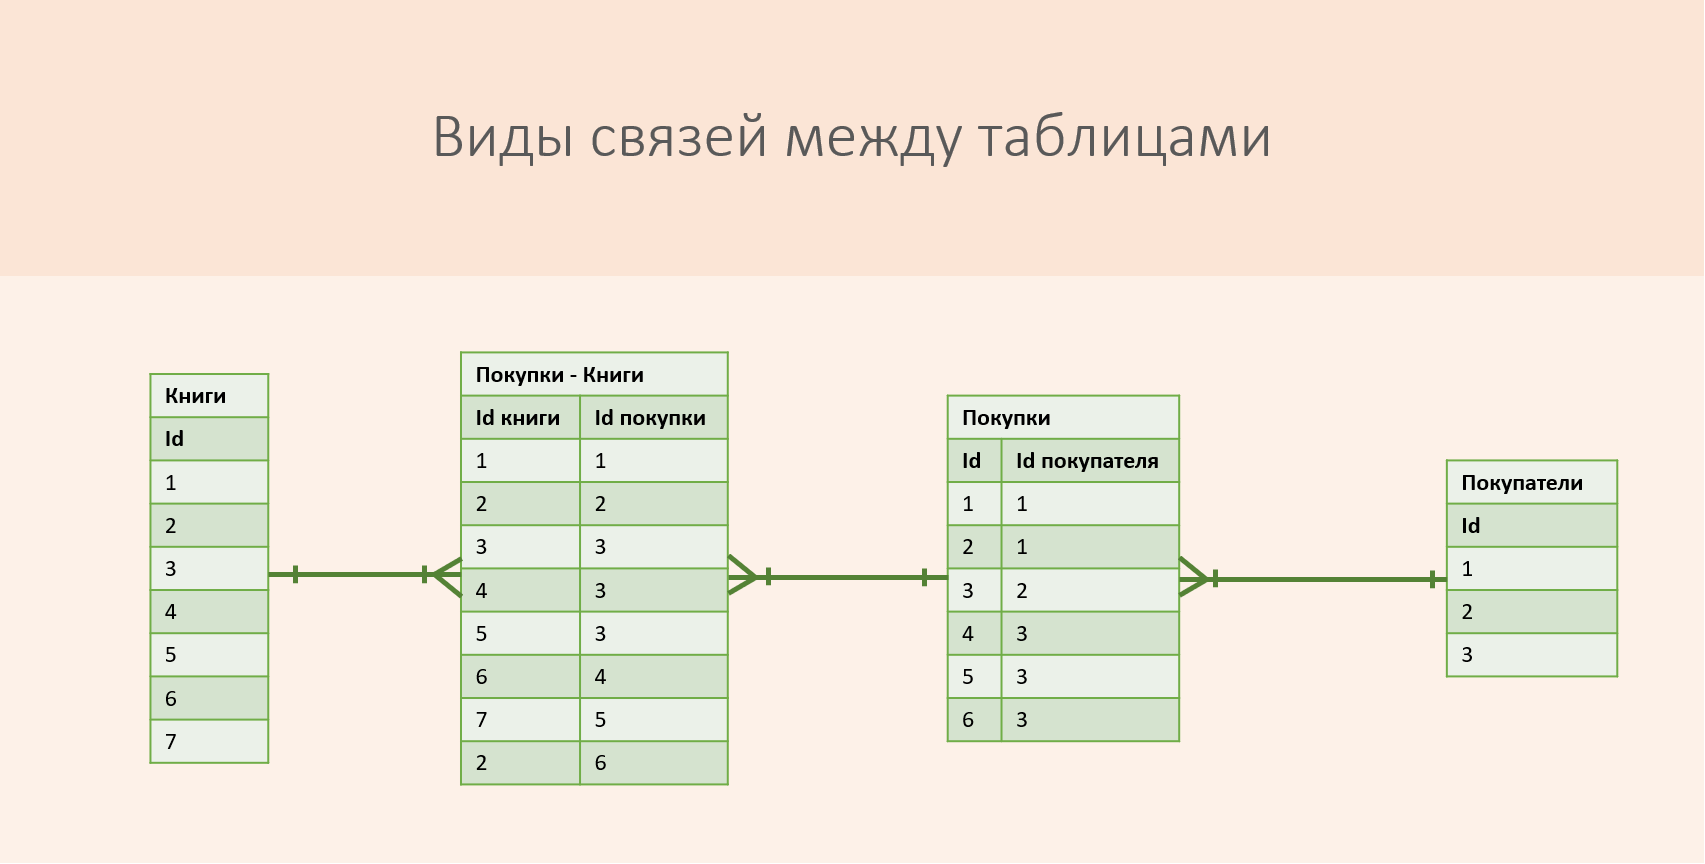 Виды связей между таблицами
Книги
Id
1
2
3
4
5
6
7
Покупки - Книги
Id книги Id покупки
1 1
2 2
3 3
4 3
5 3
6 4
7 5
2 6
Покупки
Id Id покупателя
1 1
2 1
3 2
4 3
5 3
6 3
Покупатели
Id
1
2
3